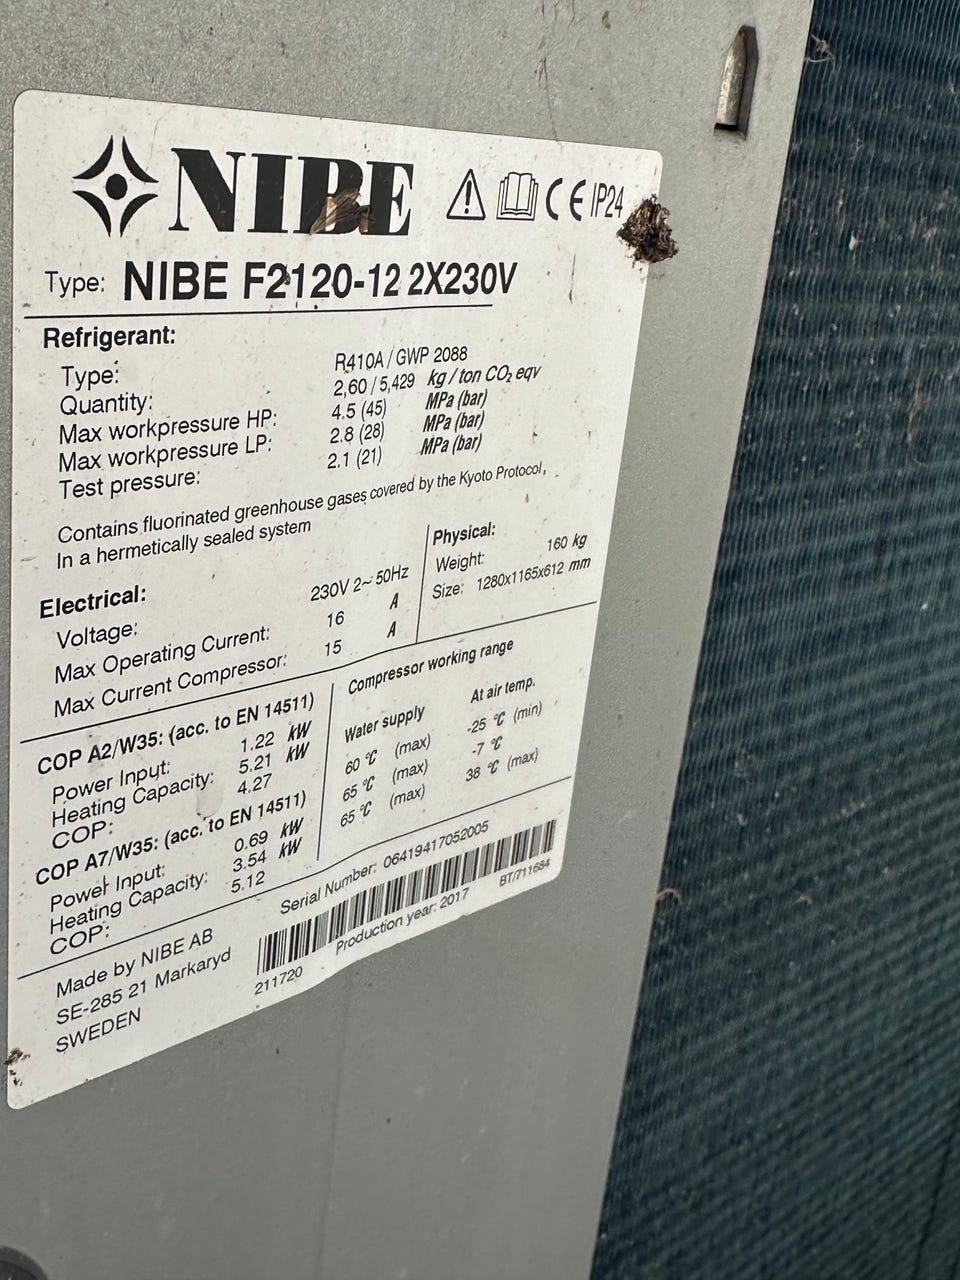 NIBE CE IP24
Type: NIBE F2120-12 2X230V
Refrigerant:
Type: R410A / GWP 2088
Quantity: 2,60 / 5,429 kg / ton CO₂ eqv
Max workpressure HP: 4.5 (45) MPa (bar)
Max workpressure LP: 2.8 (28) MPa (bar)
Test pressure: 2.1 (21) MPa (bar)
Contains fluorinated greenhouse gases covered by the Kyoto Protocol,
In a hermetically sealed system
Electrical:
Voltage: 230V 2~ 50Hz
Max Operating Current: 16 A
Max Current Compressor: 15 A
Physical:
Weight: 160 kg
Size: 1280x1165x612 mm
COP A2/W35: (acc. to EN 14511)
Power Input: 1.22 kW
Heating Capacity: 5.21 kW
COP: 4.27
COP A7/W35: (acc. to EN 14511)
Power Input: 0.69 kW
Heating Capacity: 3.54 kW
COP: 5.12
Compressor working range
Water supply At air temp.
60 °C (max) -25 °C (min)
65 °C (max) -7 °C
65 °C (max) 38 °C (max)
Made by NIBE AB
SE-285 21 Markaryd
SWEDEN
Serial Number: 06419417052005
211720 Production year: 2017 BT/711684